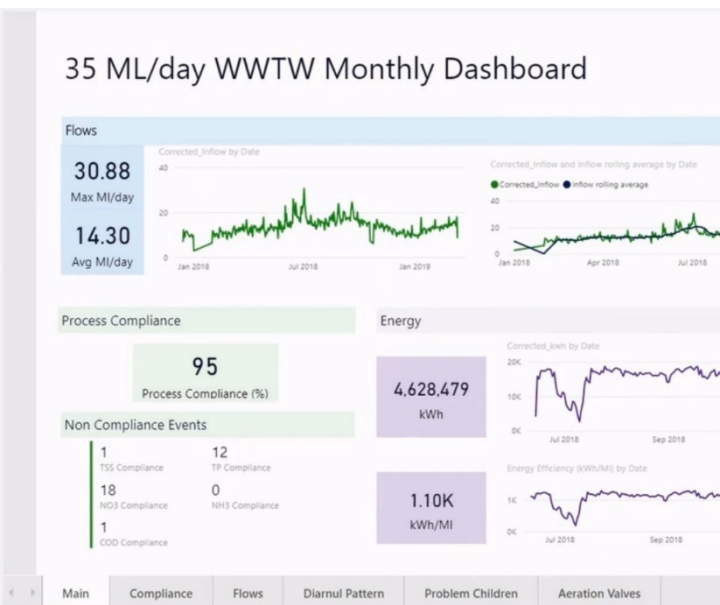 35 ML/day WWTW Monthly Dashboard
Flows
30.88
Max Ml/day
14.30
Avg Ml/day
Corrected_Inflow by Date
40
20
0
Jan 2018
Jul 2018
Jan 2019
Corrected_Inflow and Inflow rolling average by Date
Corrected_Inflow
Inflow rolling average
40
20
0
Jan 2018
Apr 2018
Jul 2018
Process Compliance
95
Process Compliance (%)
Non Compliance Events
1
TSS Compliance
12
TP Compliance
18
NO3 Compliance
0
NH3 Compliance
1
COD Compliance
Energy
4,628,479
kWh
Corrected_kwh by Date
20K
10K
0K
Jul 2018
Sep 2018
1.10K
kWh/Ml
Energy Efficiency (kWh/Ml) by Date
1K
0K
Jul 2018
Sep 2018
Main
Compliance
Flows
Diarnul Pattern
Problem Children
Aeration Valves